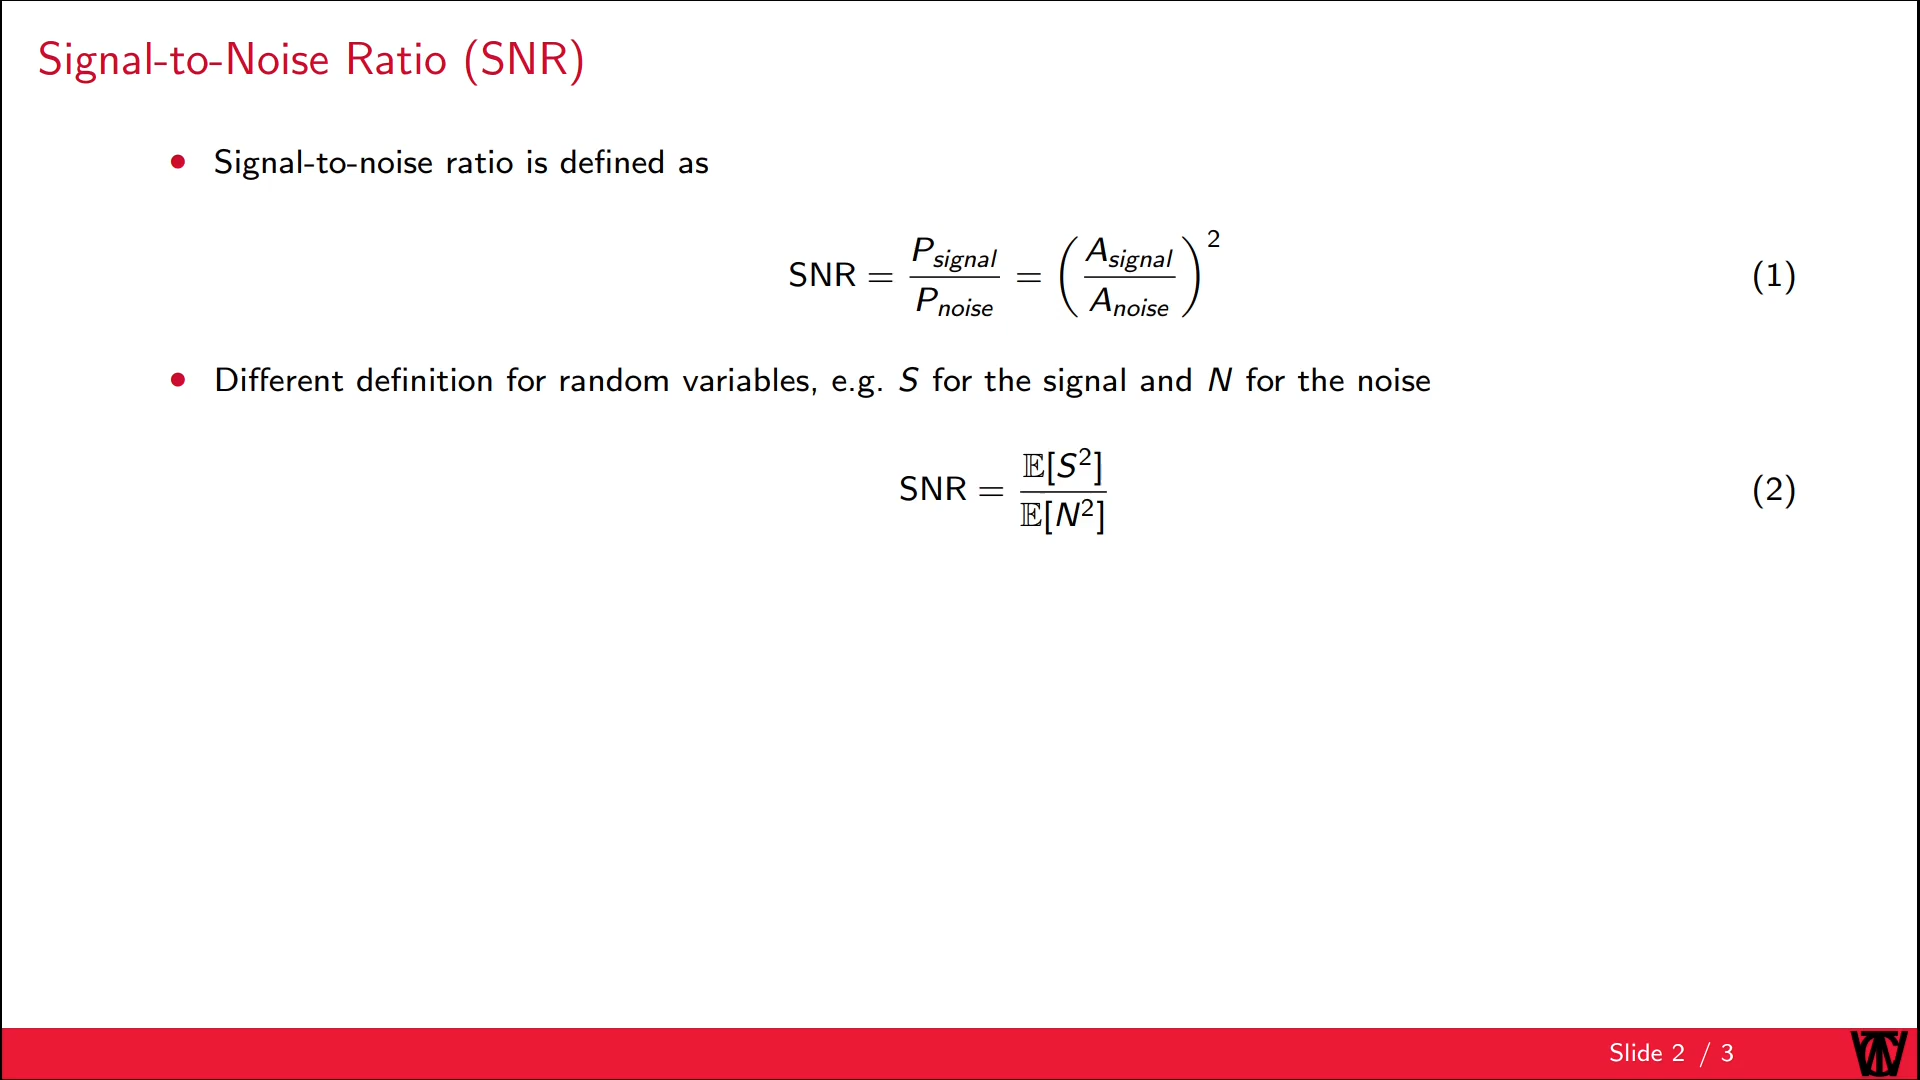 Signal-to-Noise Ratio (SNR)
• Signal-to-noise ratio is defined as
SNR = P_signal / P_noise = (A_signal / A_noise)^2 (1)
• Different definition for random variables, e.g. S for the signal and N for the noise
SNR = 𝔼[S^2] / 𝔼[N^2] (2)
Slide 2 / 3